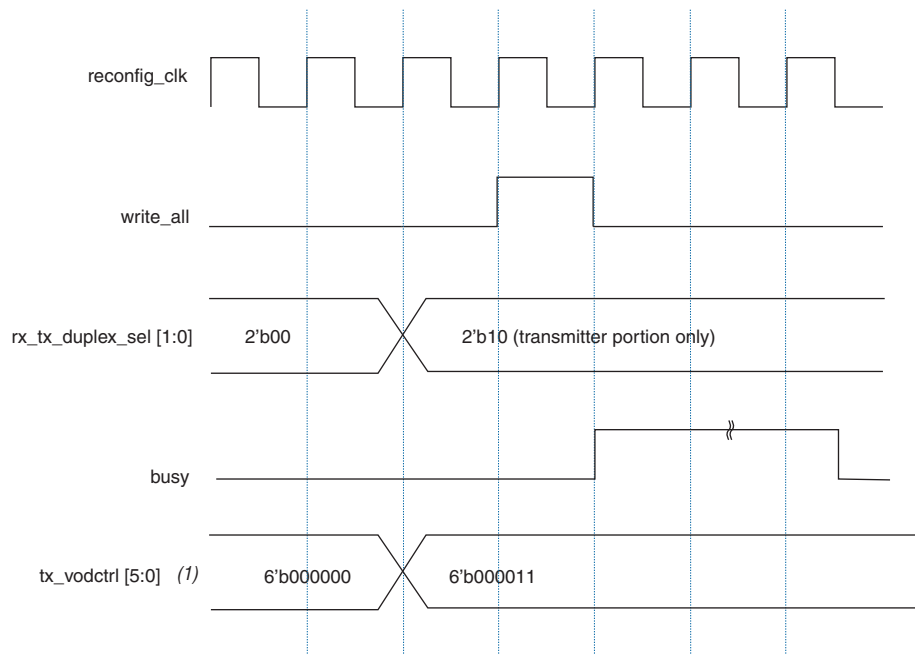 reconfig_clk
write_all
rx_tx_duplex_sel [1:0] 2'b00 2'b10 (transmitter portion only)
busy
tx_vodctrl [5:0] (1) 6'b000000 6'b000011